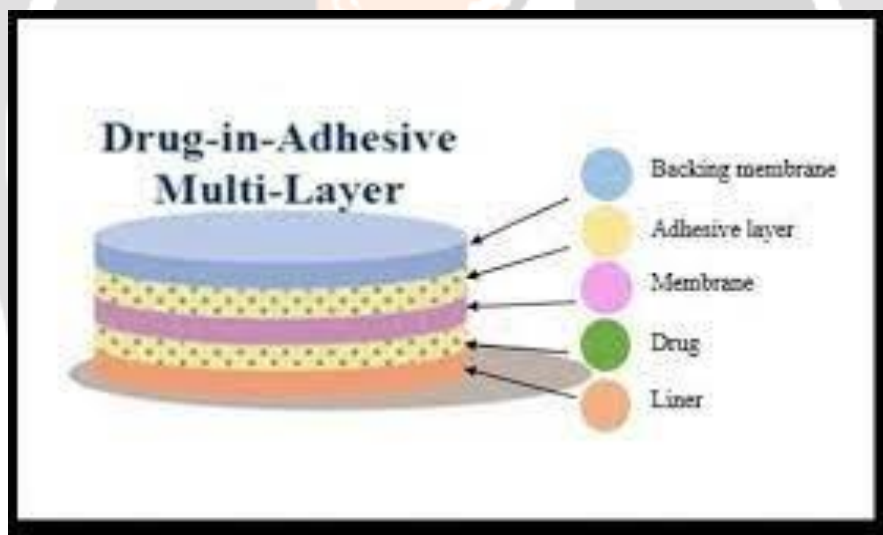 Drug-in-Adhesive
Multi-Layer
Backing membrane
Adhesive layer
Membrane
Drug
Liner